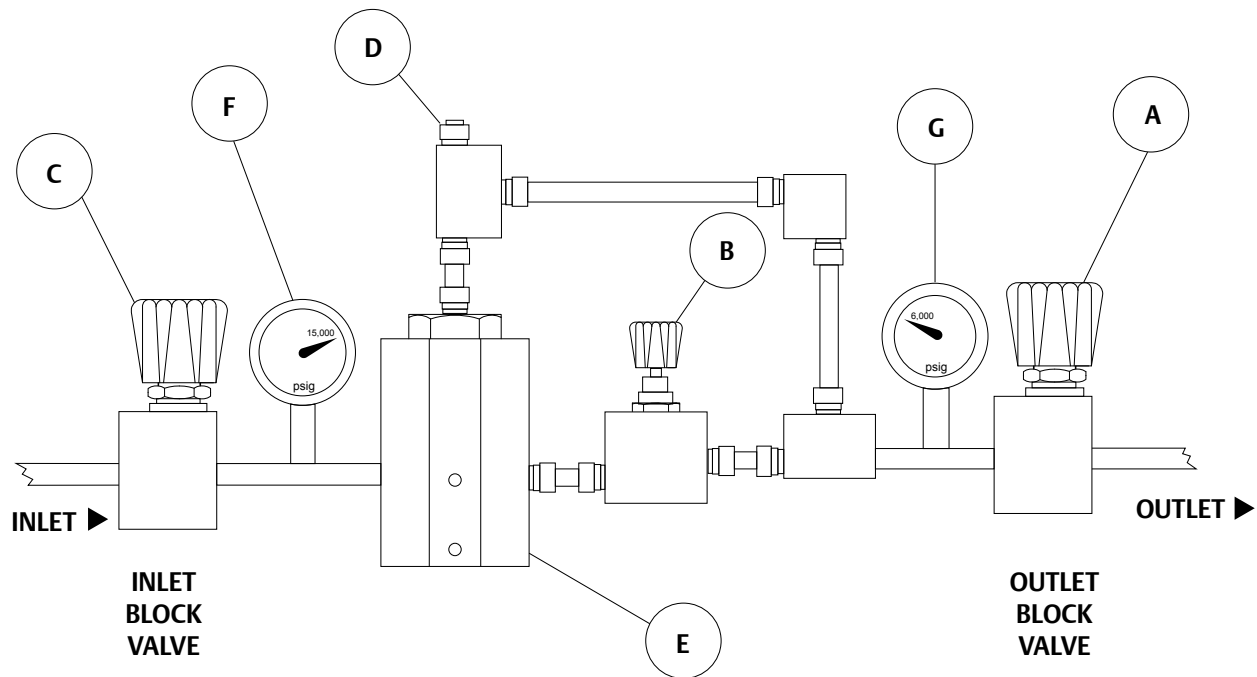 D
F
G
A
C
B
15,000
psig
6,000
psig
INLET ▶
OUTLET ▶
INLET
BLOCK
VALVE
OUTLET
BLOCK
VALVE
E